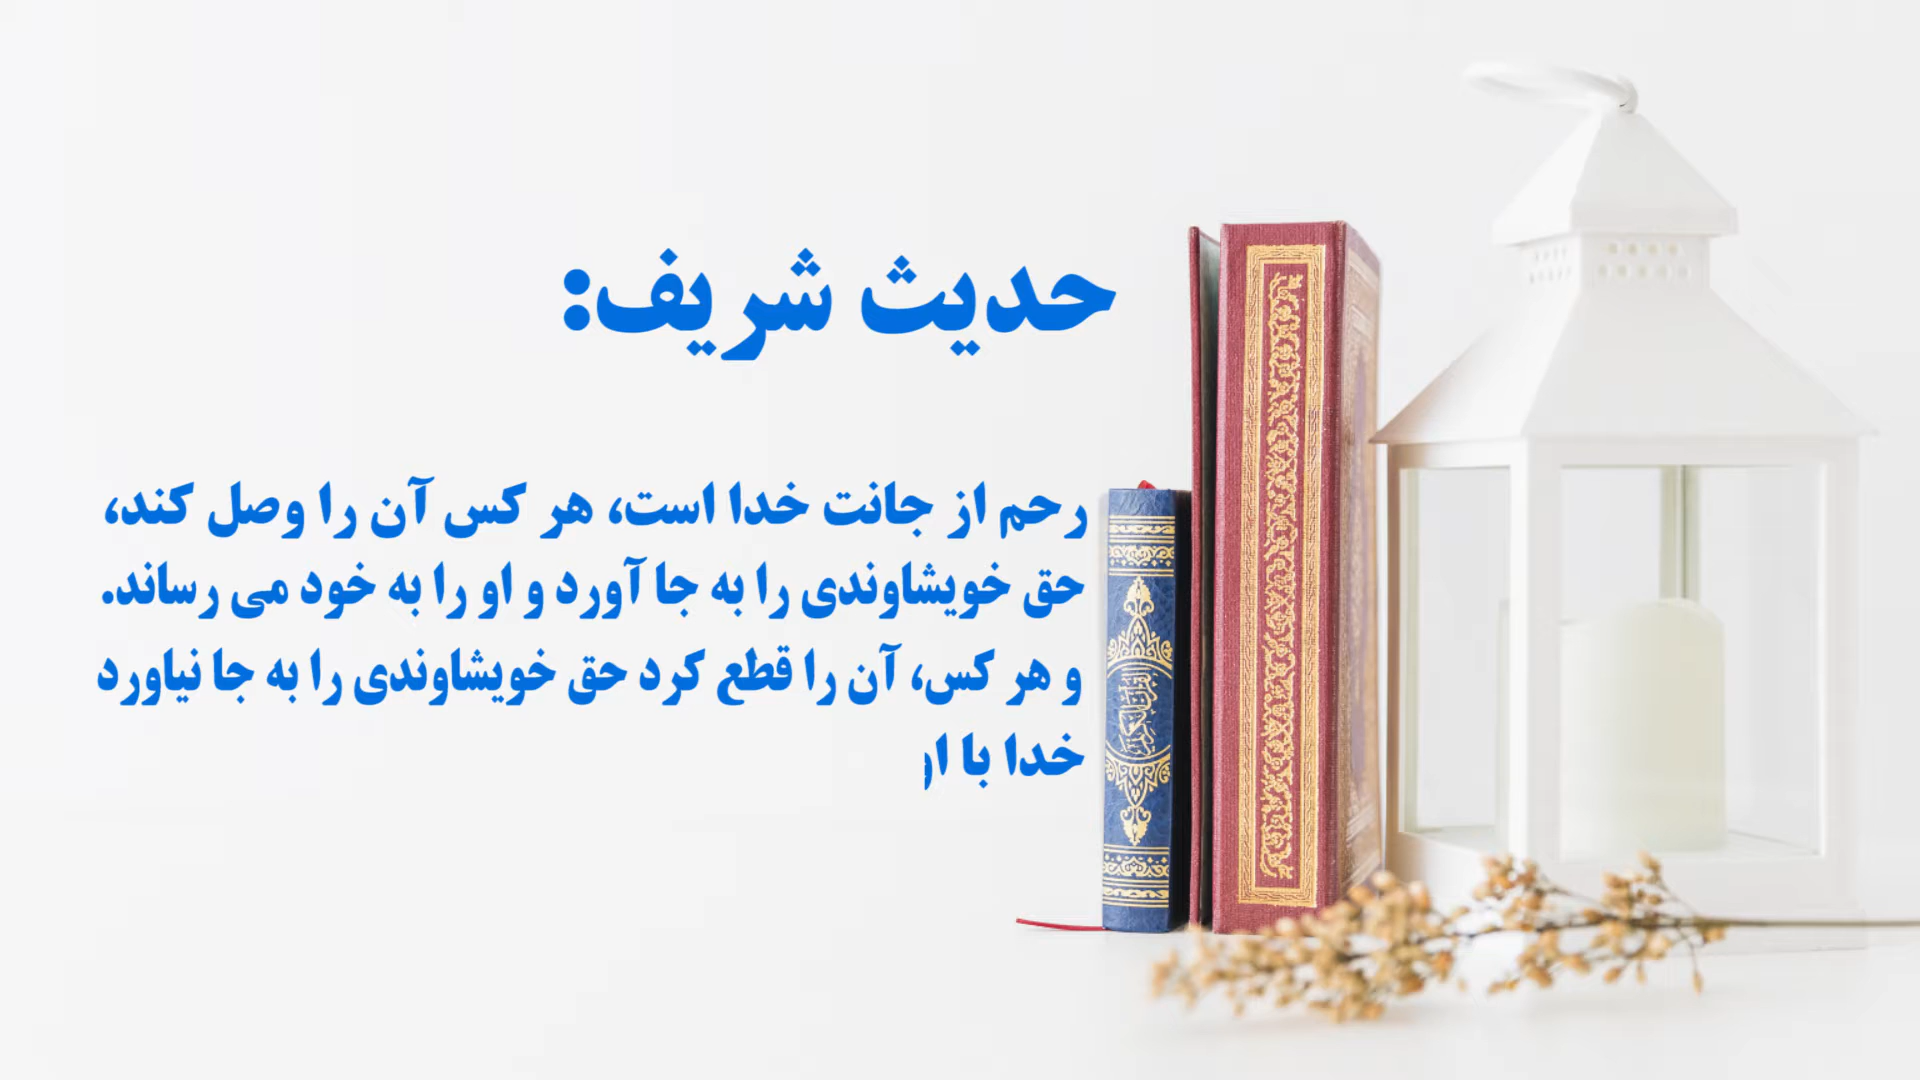 حدیث شریف:
رحم از جانت خدا است، هر کس آن را وصل کند،
حق خویشاوندی را به جا آورد و او را به خود می رساند.
و هر کس، آن را قطع کرد حق خویشاوندی را به جا نیاورد
خدا با او